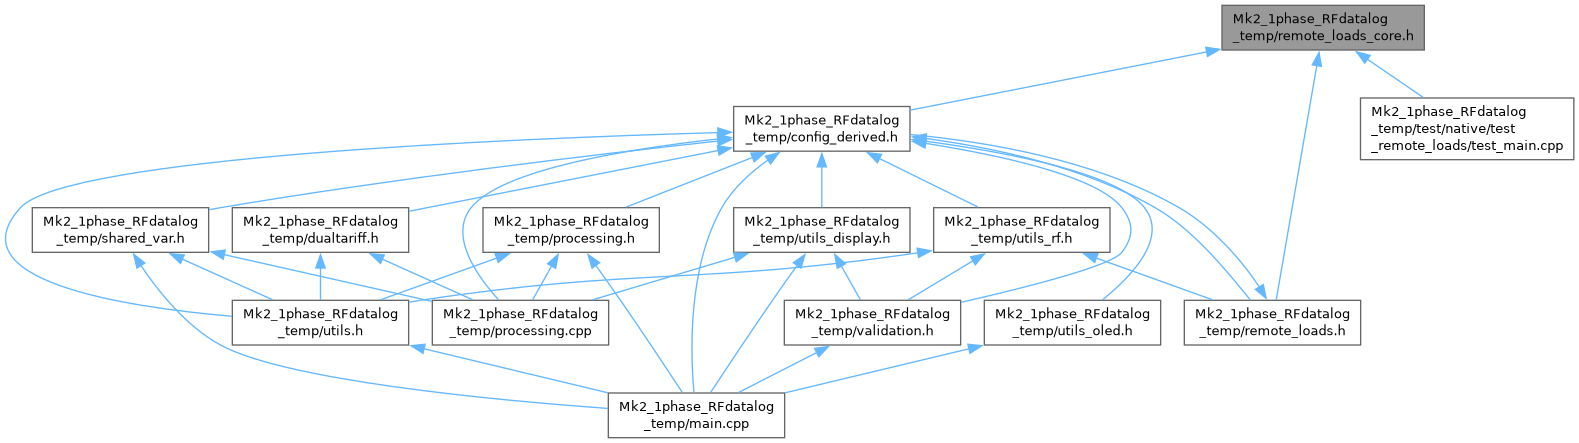 Mk2_1phase_RFdatalog
_temp/remote_loads_core.h
Mk2_1phase_RFdatalog
_temp/config_derived.h
Mk2_1phase_RFdatalog
_temp/test/native/test
_remote_loads/test_main.cpp
Mk2_1phase_RFdatalog
_temp/shared_var.h
Mk2_1phase_RFdatalog
_temp/dualtariff.h
Mk2_1phase_RFdatalog
_temp/processing.h
Mk2_1phase_RFdatalog
_temp/utils_display.h
Mk2_1phase_RFdatalog
_temp/utils_rf.h
Mk2_1phase_RFdatalog
_temp/utils.h
Mk2_1phase_RFdatalog
_temp/processing.cpp
Mk2_1phase_RFdatalog
_temp/validation.h
Mk2_1phase_RFdatalog
_temp/utils_oled.h
Mk2_1phase_RFdatalog
_temp/remote_loads.h
Mk2_1phase_RFdatalog
_temp/main.cpp